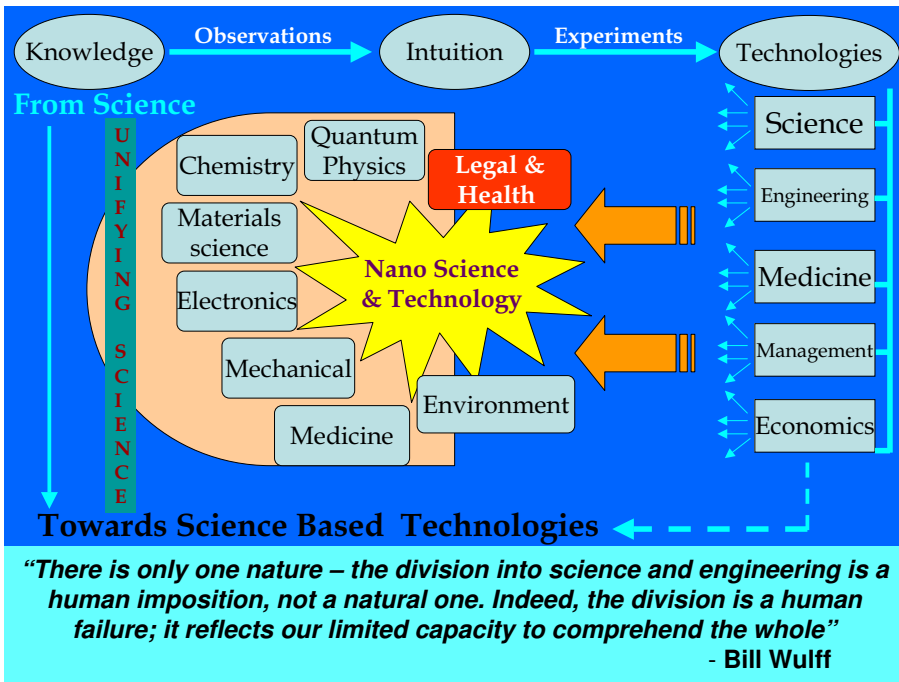 Knowledge
Observations
Intuition
Experiments
Technologies
From Science
UNIFYING SCIENCE
Chemistry
Quantum
Physics
Legal &
Health
Materials
science
Nano Science
& Technology
Electronics
Mechanical
Environment
Medicine
Science
Engineering
Medicine
Management
Economics
Towards Science Based Technologies
“There is only one nature – the division into science and engineering is a
human imposition, not a natural one. Indeed, the division is a human
failure; it reflects our limited capacity to comprehend the whole”
- Bill Wulff